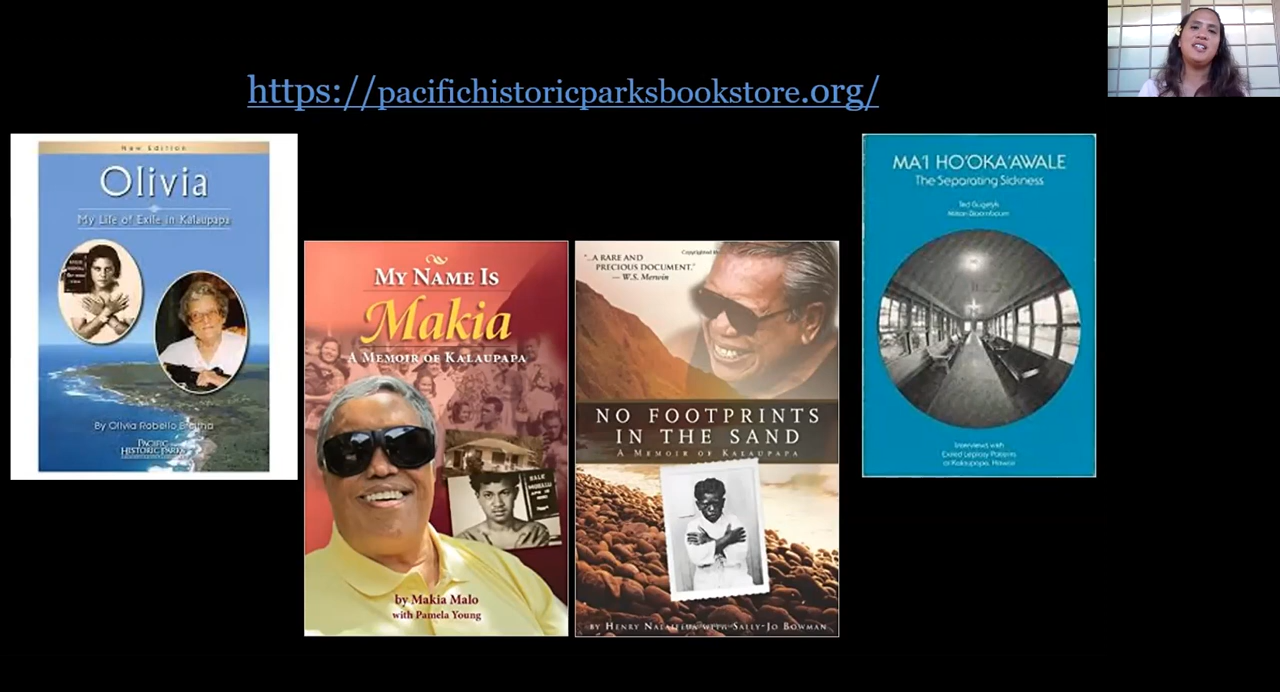 https://pacifichistoricparksbookstore.org/
New Edition
Olivia
My Life of Exile in Kalaupapa
By Olivia Robello
PACIFIC
HISTORIC PARKS
MY NAME IS
Makia
A MEMOIR OF KALAUPAPA
by Makia Malo
with Pamela Young
"...A RARE AND
PRECIOUS DOCUMENT."
— W.S. Merwin
Copyrighted
NO FOOTPRINTS
IN THE SAND
A MEMOIR OF KALAUPAPA
BY HENRY NALAIELUA WITH SALLY-JO BOWMAN
MA'I HO'OKA'AWALE
The Separating Sickness
Ted Gugelyk
Milton Bloombaum
Interviews with
Exiled Leprosy Patients
at Kalaupapa, Hawaii